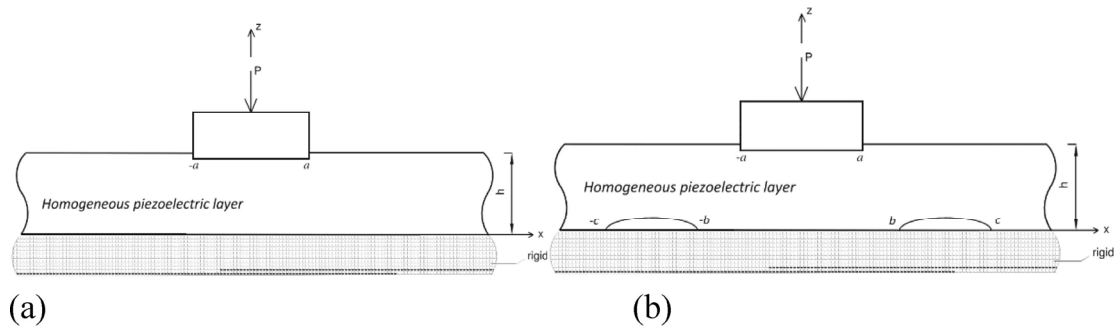 z
P
-a a
h
Homogeneous piezoelectric layer
x
rigid
(a)
z
P
-a a
h
Homogeneous piezoelectric layer
-c -b b c
x
rigid
(b)